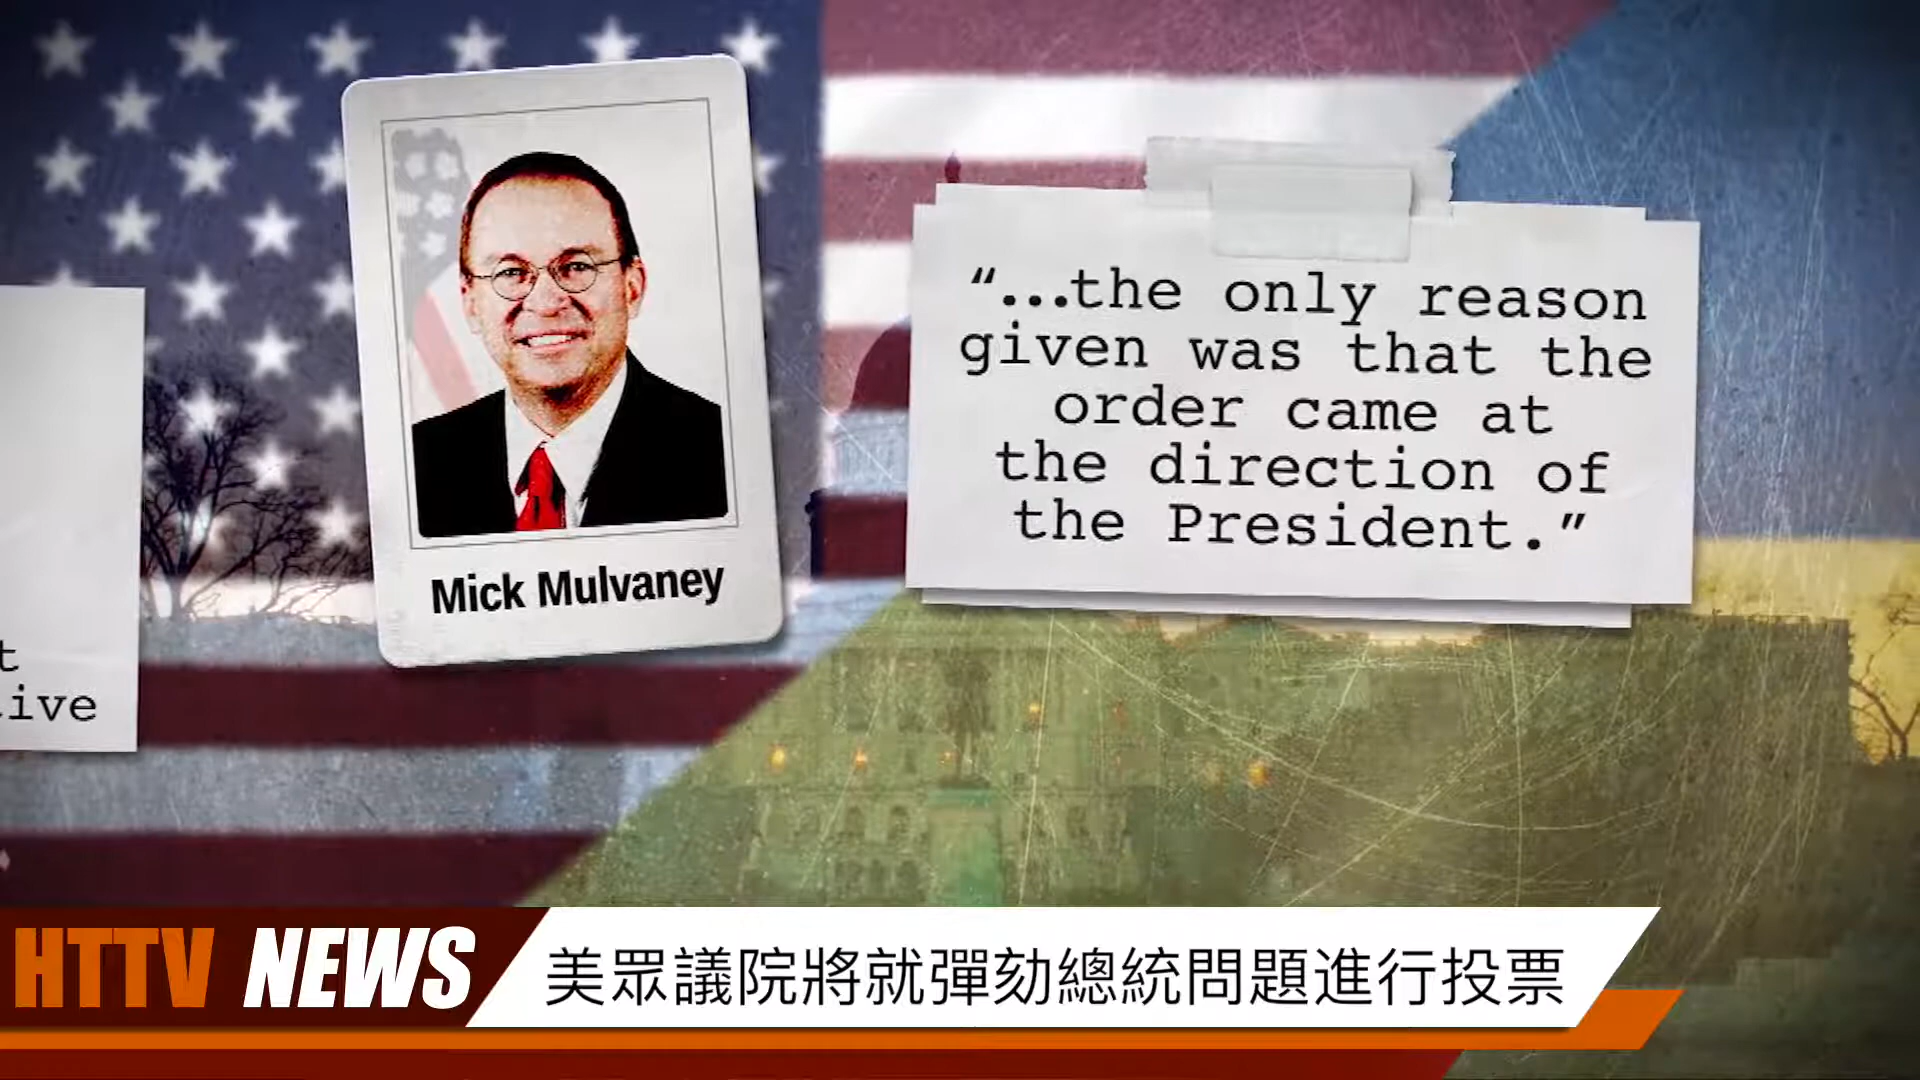 t
ive
Mick Mulvaney
“...the only reason
given was that the
order came at
the direction of
the President.”
HTTV NEWS
美眾議院將就彈劾總統問題進行投票